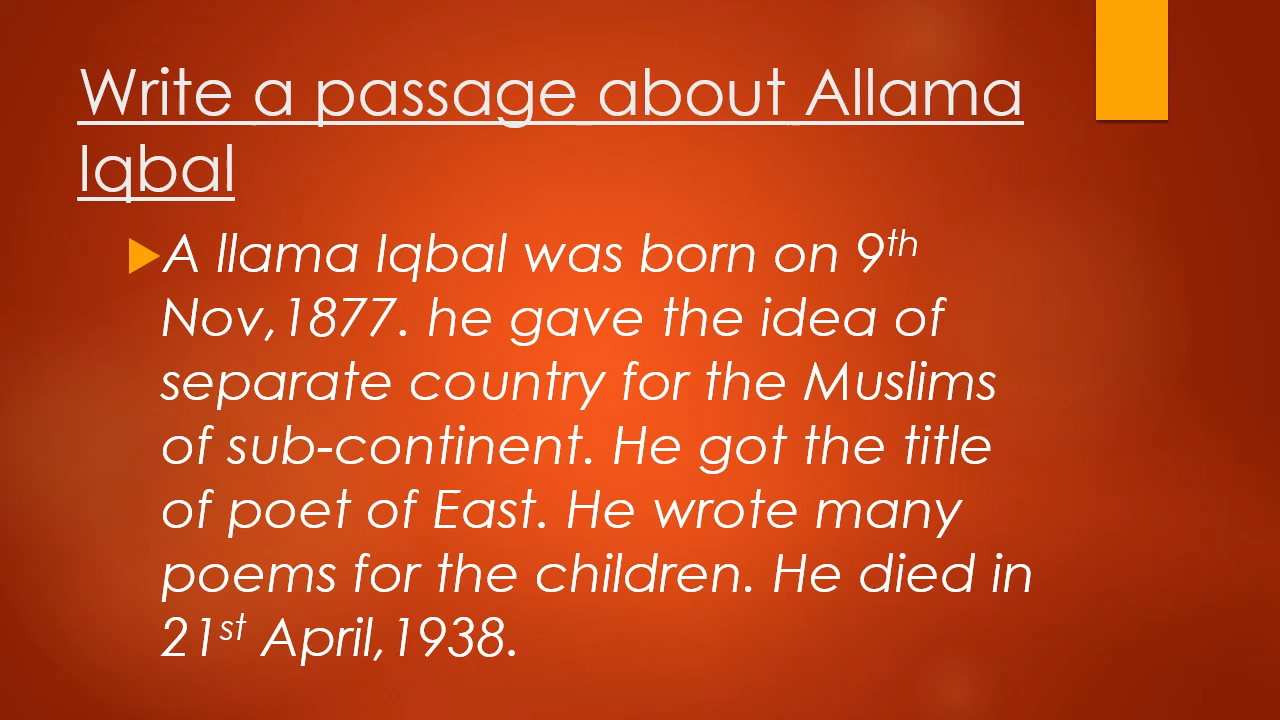 Write a passage about Allama
Iqbal
A llama Iqbal was born on 9th
Nov,1877. he gave the idea of
separate country for the Muslims
of sub-continent. He got the title
of poet of East. He wrote many
poems for the children. He died in
21st April,1938.